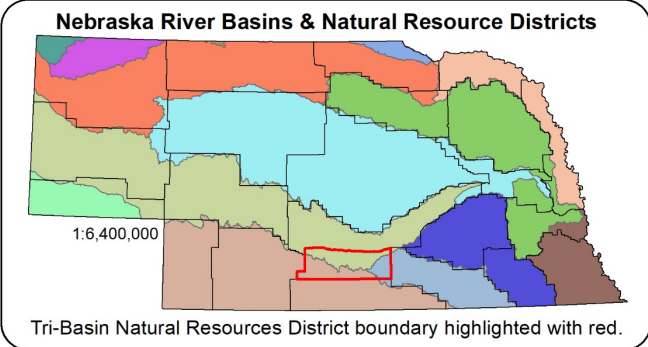 Nebraska River Basins & Natural Resource Districts
1:6,400,000
Tri-Basin Natural Resources District boundary highlighted with red.